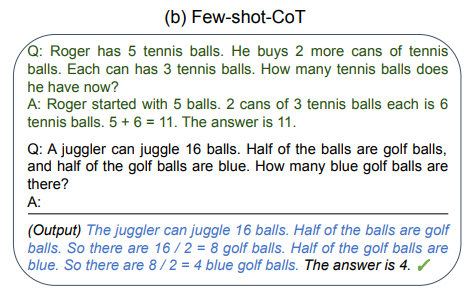 (b) Few-shot-CoT
Q: Roger has 5 tennis balls. He buys 2 more cans of tennis
balls. Each can has 3 tennis balls. How many tennis balls does
he have now?
A: Roger started with 5 balls. 2 cans of 3 tennis balls each is 6
tennis balls. 5 + 6 = 11. The answer is 11.
Q: A juggler can juggle 16 balls. Half of the balls are golf balls,
and half of the golf balls are blue. How many blue golf balls are
there?
A:
(Output) The juggler can juggle 16 balls. Half of the balls are golf
balls. So there are 16 / 2 = 8 golf balls. Half of the golf balls are
blue. So there are 8 / 2 = 4 blue golf balls. The answer is 4. ✓